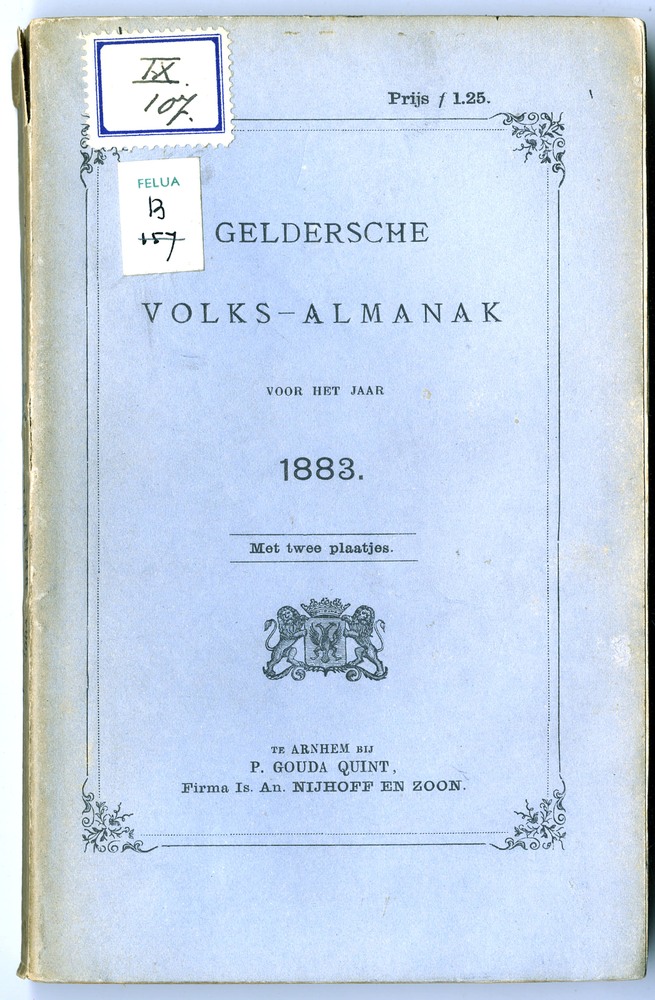 IX.
107.
Prijs f 1.25.
FELUA
B
157
GELDERSCHE
VOLKS-ALMANAK
VOOR HET JAAR
1883.
Met twee plaatjes.
TE ARNHEM BIJ
P. GOUDA QUINT,
Firma Is. An. NIJHOFF EN ZOON.